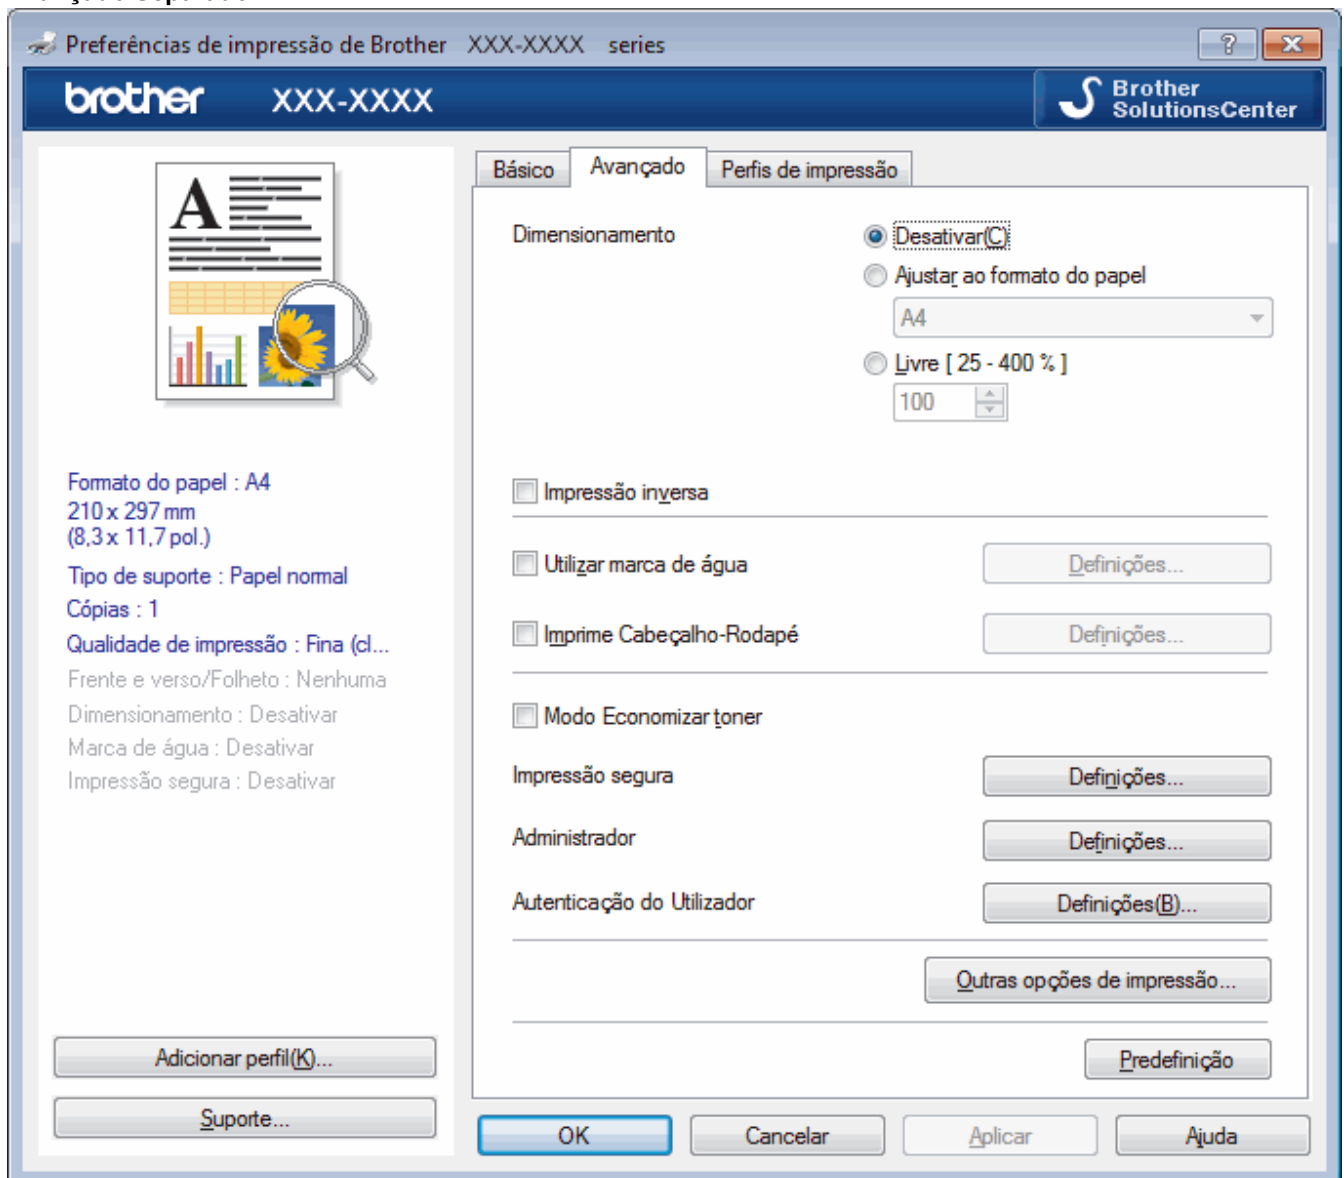 Preferências de impressão de Brother XXX-XXXX series
brother XXX-XXXX
Brother
SolutionsCenter
A
Formato do papel : A4
210 x 297 mm
(8,3 x 11,7 pol.)
Tipo de suporte : Papel normal
Cópias : 1
Qualidade de impressão : Fina (cl...
Frente e verso/Folheto : Nenhuma
Dimensionamento : Desativar
Marca de água : Desativar
Impressão segura : Desativar
Adicionar perfil(K)...
Suporte...
Básico
Avançado
Perfis de impressão
Dimensionamento
Desativar(C)
Ajustar ao formato do papel
A4
Livre [ 25 - 400 % ]
100
Impressão inversa
Utilizar marca de água
Definições...
Imprime Cabeçalho-Rodapé
Definições...
Modo Economizar toner
Impressão segura
Definições...
Administrador
Definições...
Autenticação do Utilizador
Definições(B)...
Outras opções de impressão...
Predefinição
OK
Cancelar
Aplicar
Ajuda